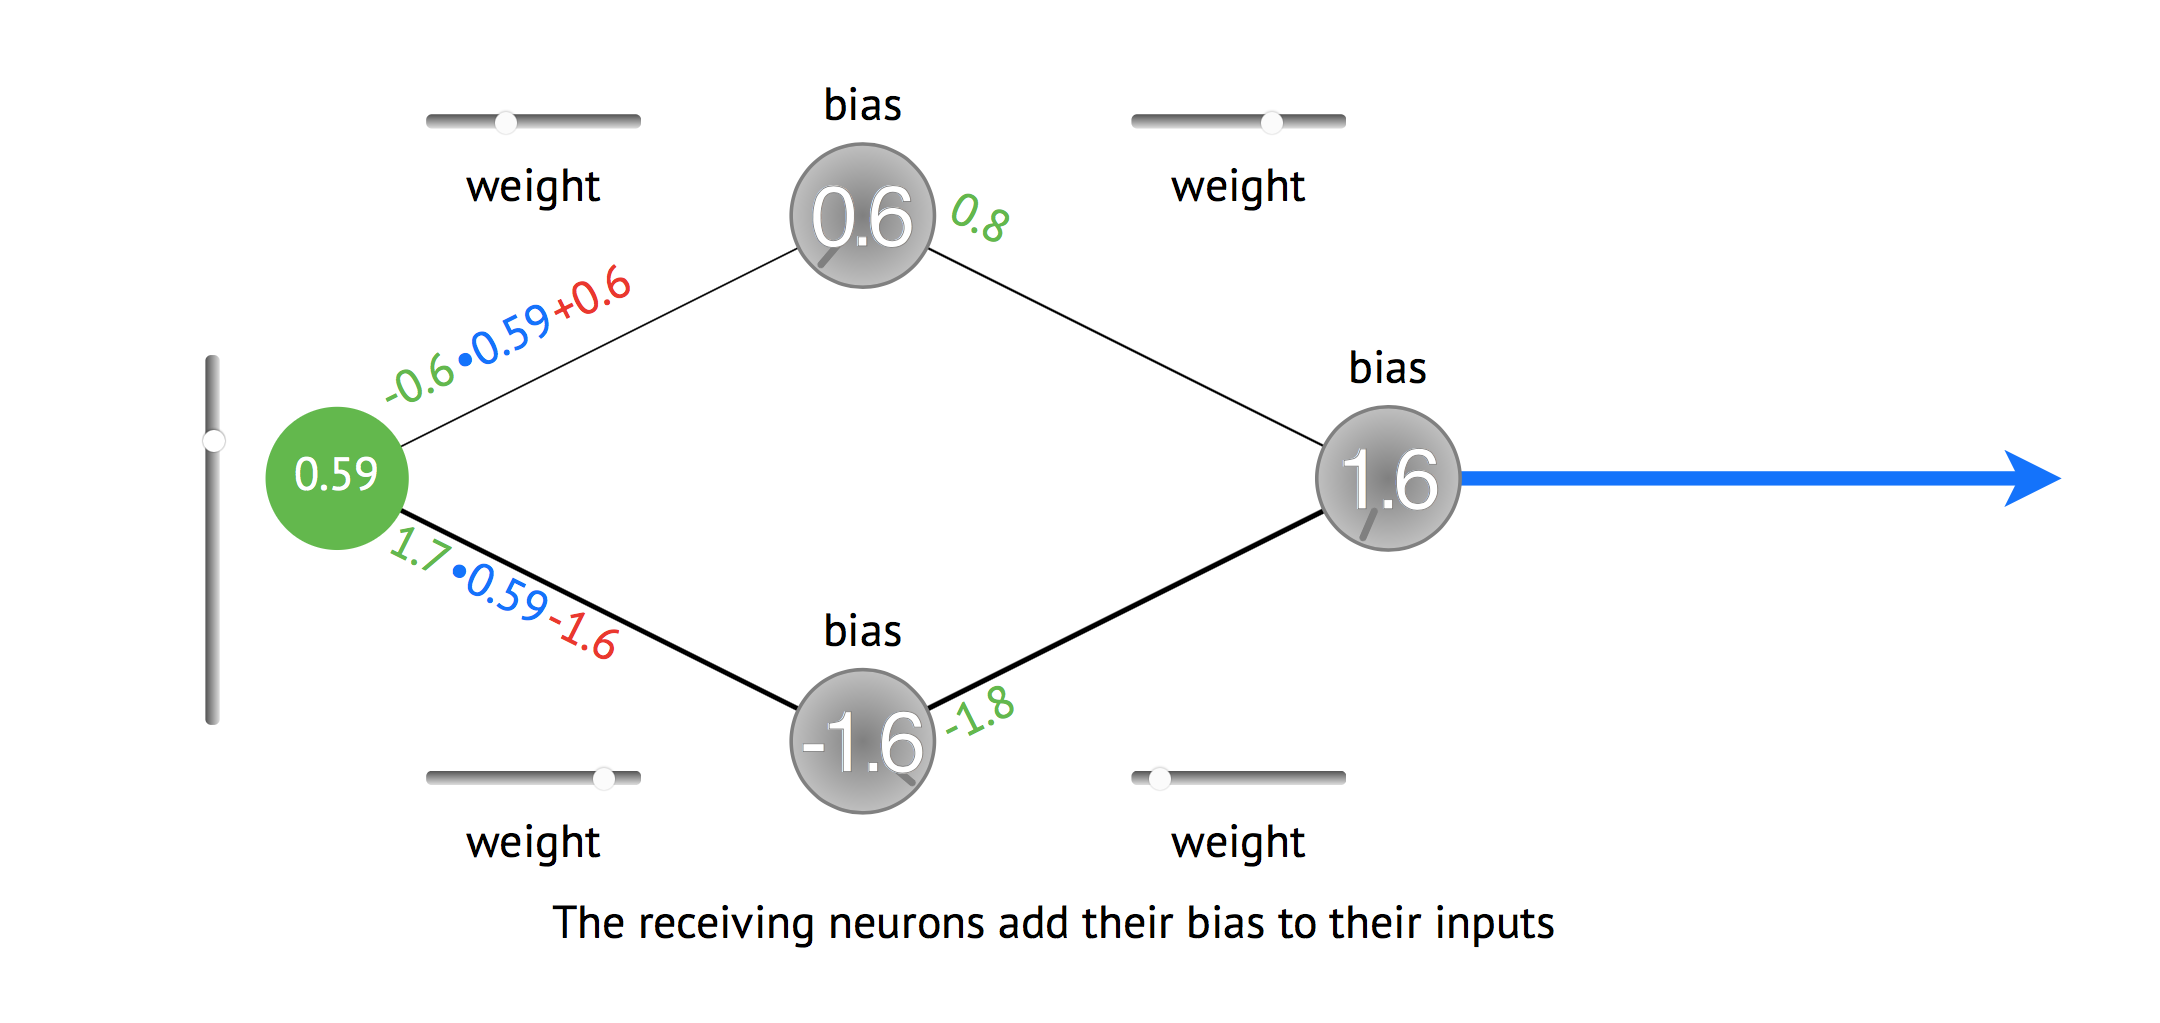 bias
weight
weight
0.6
0.8
-0.6•0.59+0.6
bias
0.59
1.6
1.7•0.59-1.6
bias
-1.6
-1.8
weight
weight
The receiving neurons add their bias to their inputs